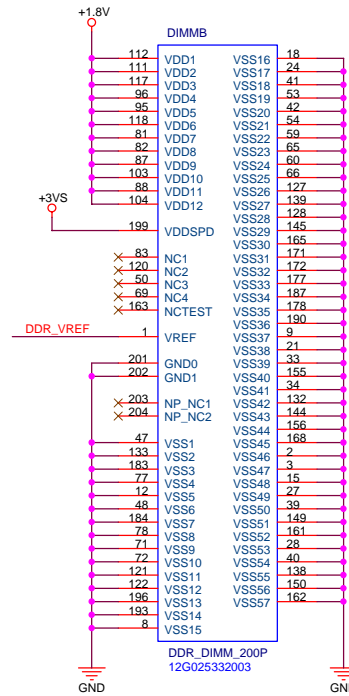 +1.8V
DIMMB
112 VDD1 VSS16 18
111 VDD2 VSS17 24
117 VDD3 VSS18 41
96 VDD4 VSS19 53
95 VDD5 VSS20 42
118 VDD6 VSS21 54
81 VDD7 VSS22 59
82 VDD8 VSS23 65
87 VDD9 VSS24 60
103 VDD10 VSS25 66
88 VDD11 VSS26 127
104 VDD12 VSS27 139
+3VS
VSS28 128
199 VDDSPD VSS29 145
VSS30 165
83 NC1 VSS31 171
120 NC2 VSS32 172
50 NC3 VSS33 177
69 NC4 VSS34 187
163 NCTEST VSS35 178
VSS36 190
DDR_VREF 1 VREF VSS37 9
VSS38 21
201 GND0 VSS39 33
202 GND1 VSS40 155
VSS41 34
203 NP_NC1 VSS42 132
204 NP_NC2 VSS43 144
VSS44 156
47 VSS1 VSS45 168
133 VSS2 VSS46 2
183 VSS3 VSS47 3
77 VSS4 VSS48 15
12 VSS5 VSS49 27
48 VSS6 VSS50 39
184 VSS7 VSS51 149
78 VSS8 VSS52 161
71 VSS9 VSS53 28
72 VSS10 VSS54 40
121 VSS11 VSS55 138
122 VSS12 VSS56 150
196 VSS13 VSS57 162
193 VSS14
8 VSS15
DDR_DIMM_200P
12G025332003
GND
GND